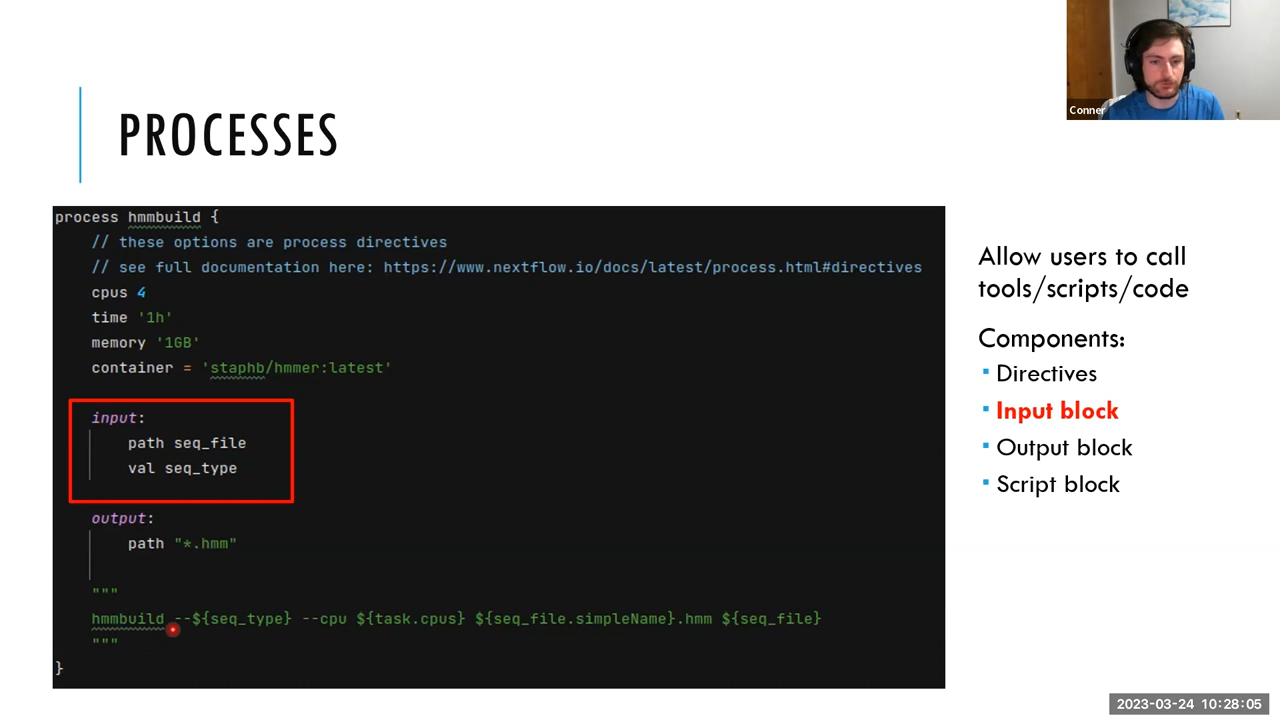 Conner
PROCESSES
process hmmbuild {
// these options are process directives
// see full documentation here: https://www.nextflow.io/docs/latest/process.html#directives
cpus 4
time '1h'
memory '1GB'
container = 'staphb/hmmer:latest'
input:
path seq_file
val seq_type
output:
path "*.hmm"
"""
hmmbuild --${seq_type} --cpu ${task.cpus} ${seq_file.simpleName}.hmm ${seq_file}
"""
}
Allow users to call
tools/scripts/code
Components:
Directives
Input block
Output block
Script block
2023-03-24 10:28:05